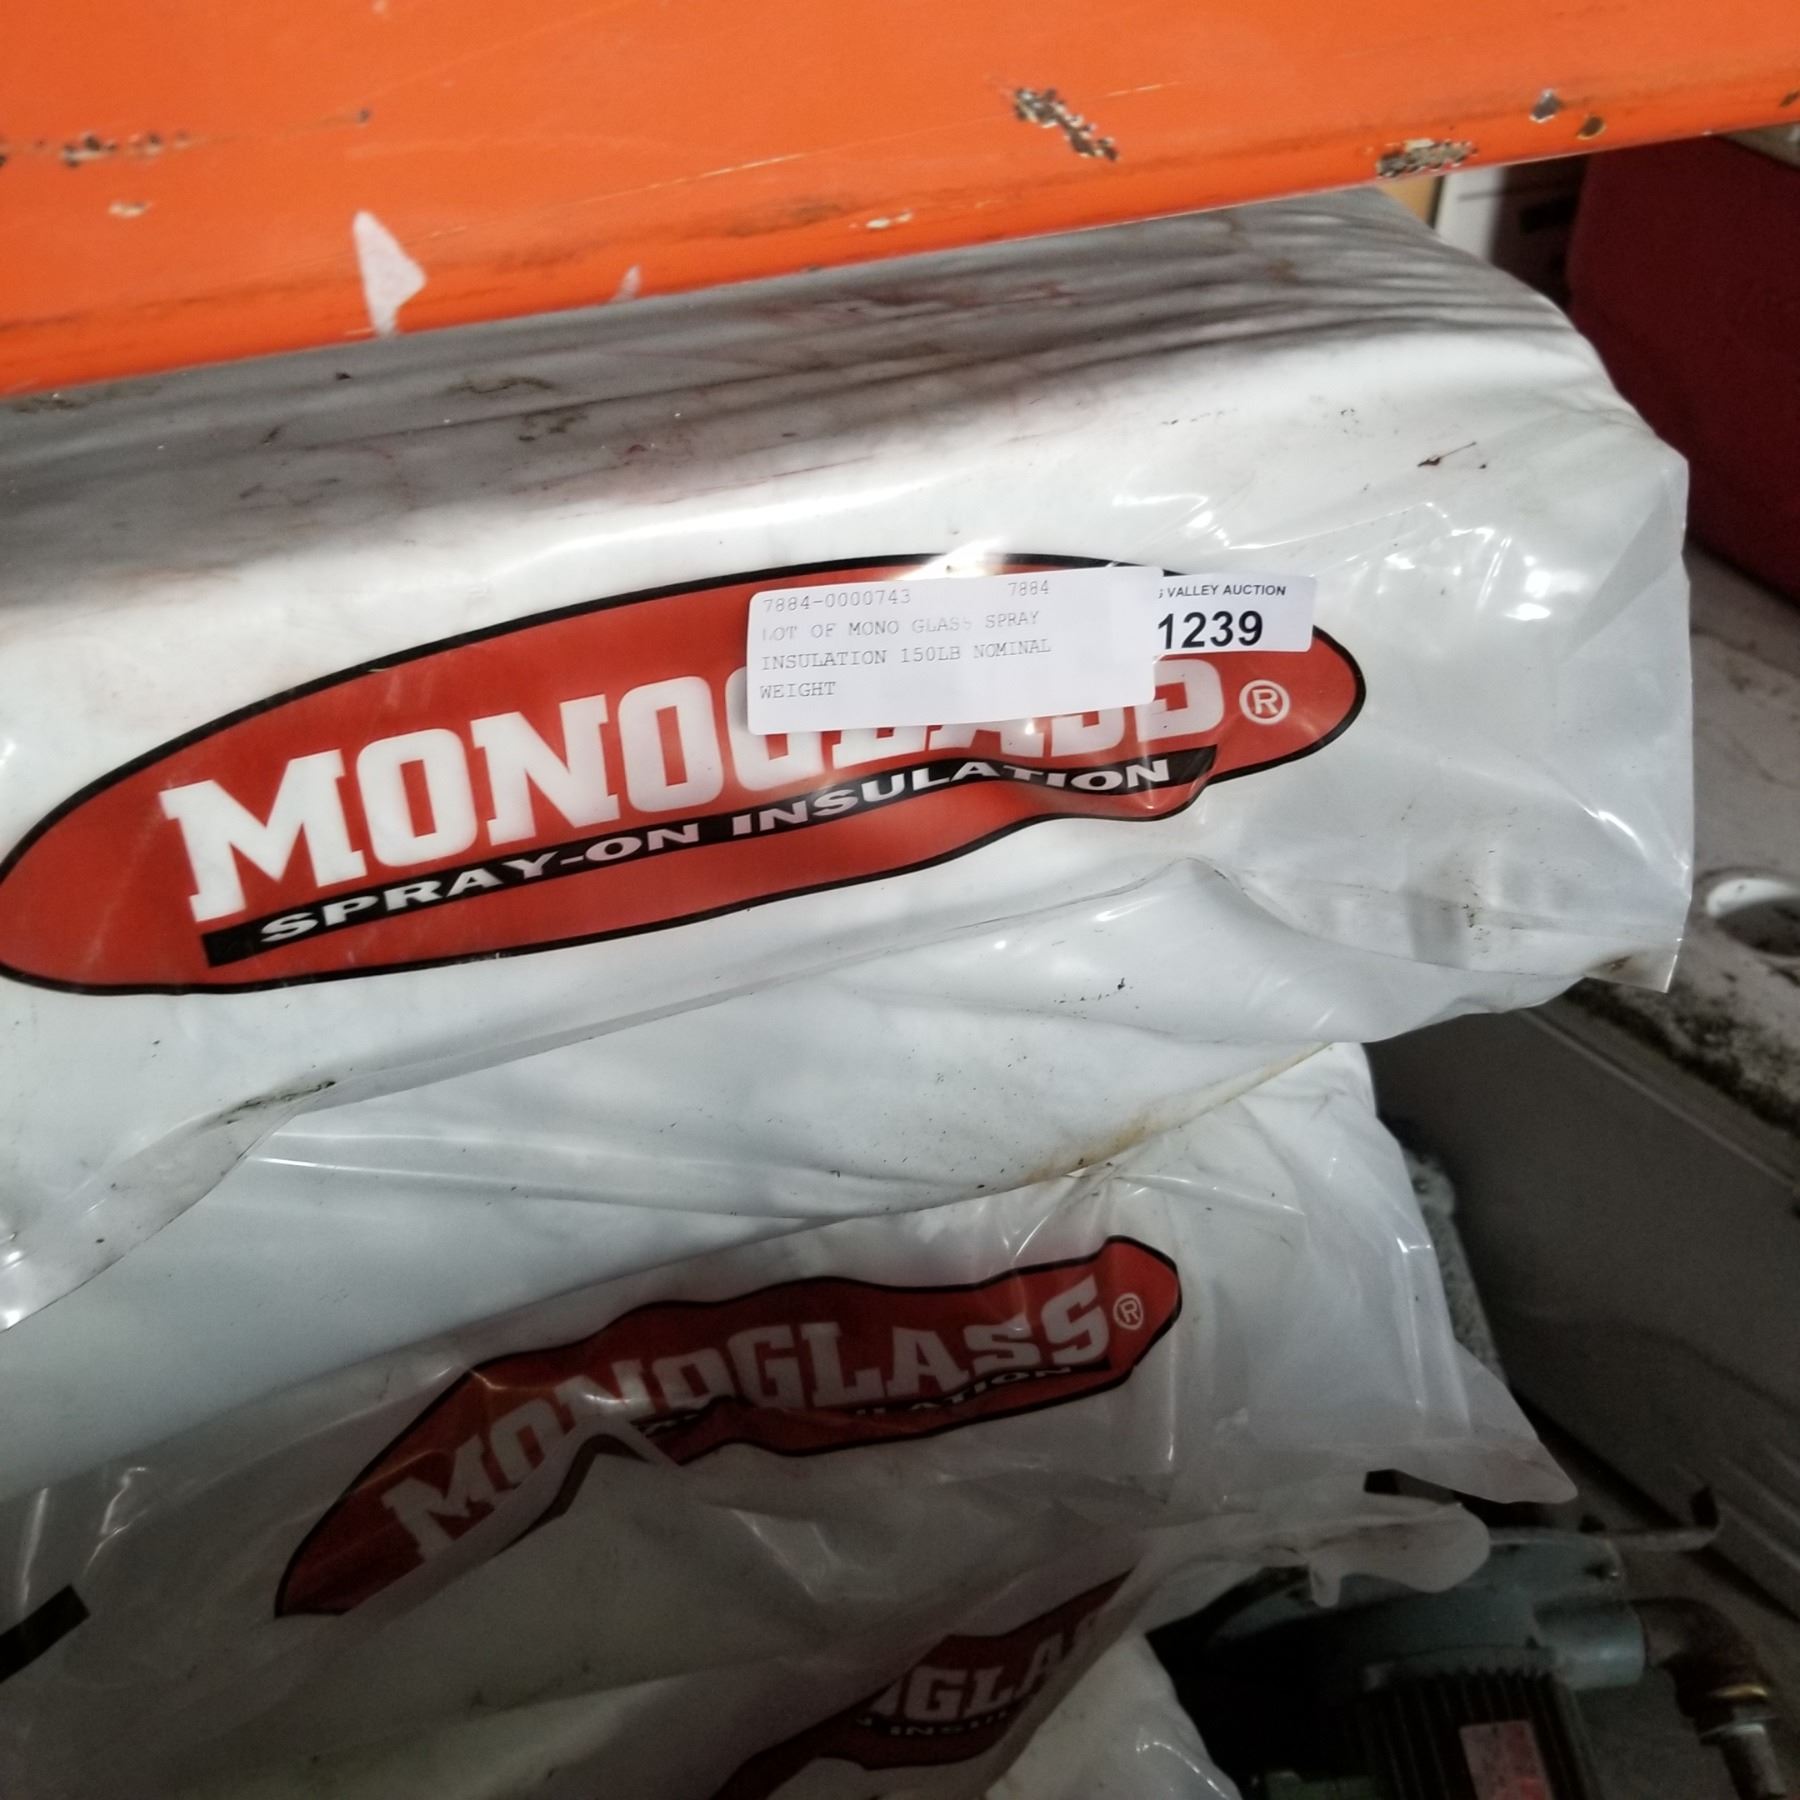 7884-0000743 7884
LOT OF MONO GLASS SPRAY
INSULATION 150LB NOMINAL
WEIGHT
VALLEY AUCTION
1239
MONOGLASS®
SPRAY-ON INSULATION
MONOGLASS®